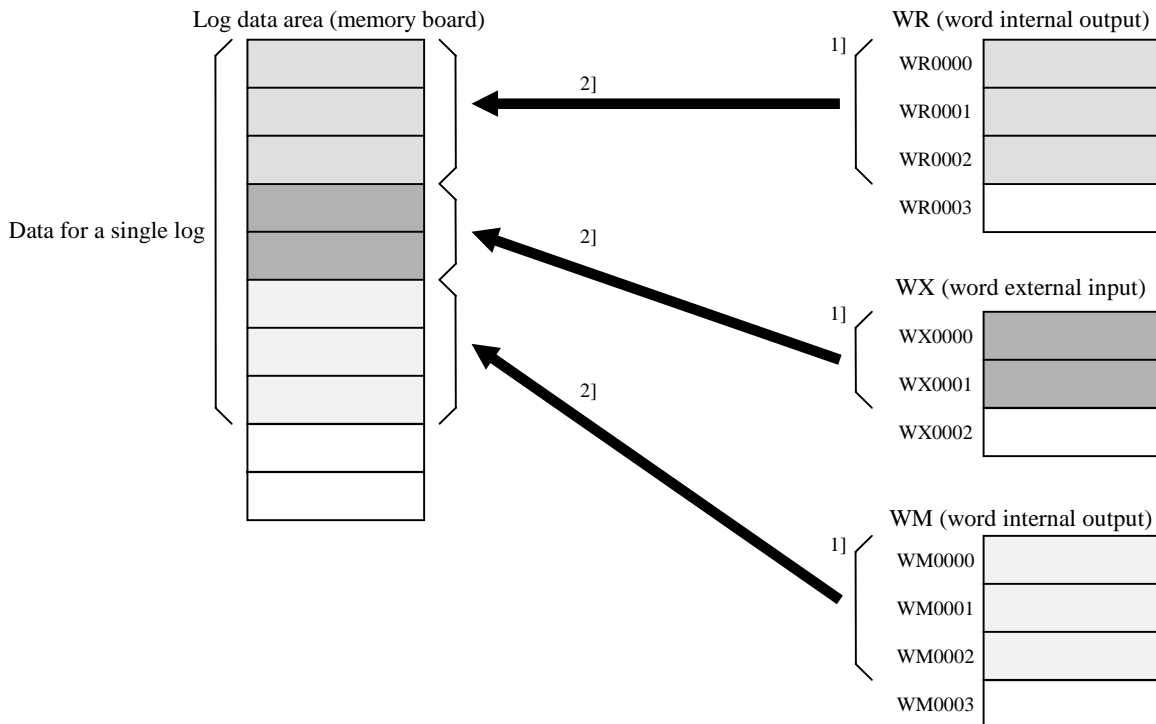 Log data area (memory board)
WR (word internal output)
1]
WR0000
2]
WR0001
WR0002
WR0003
Data for a single log
2]
WX (word external input)
1]
WX0000
WX0001
2]
WX0002
WM (word internal output)
1]
WM0000
WM0001
WM0002
WM0003